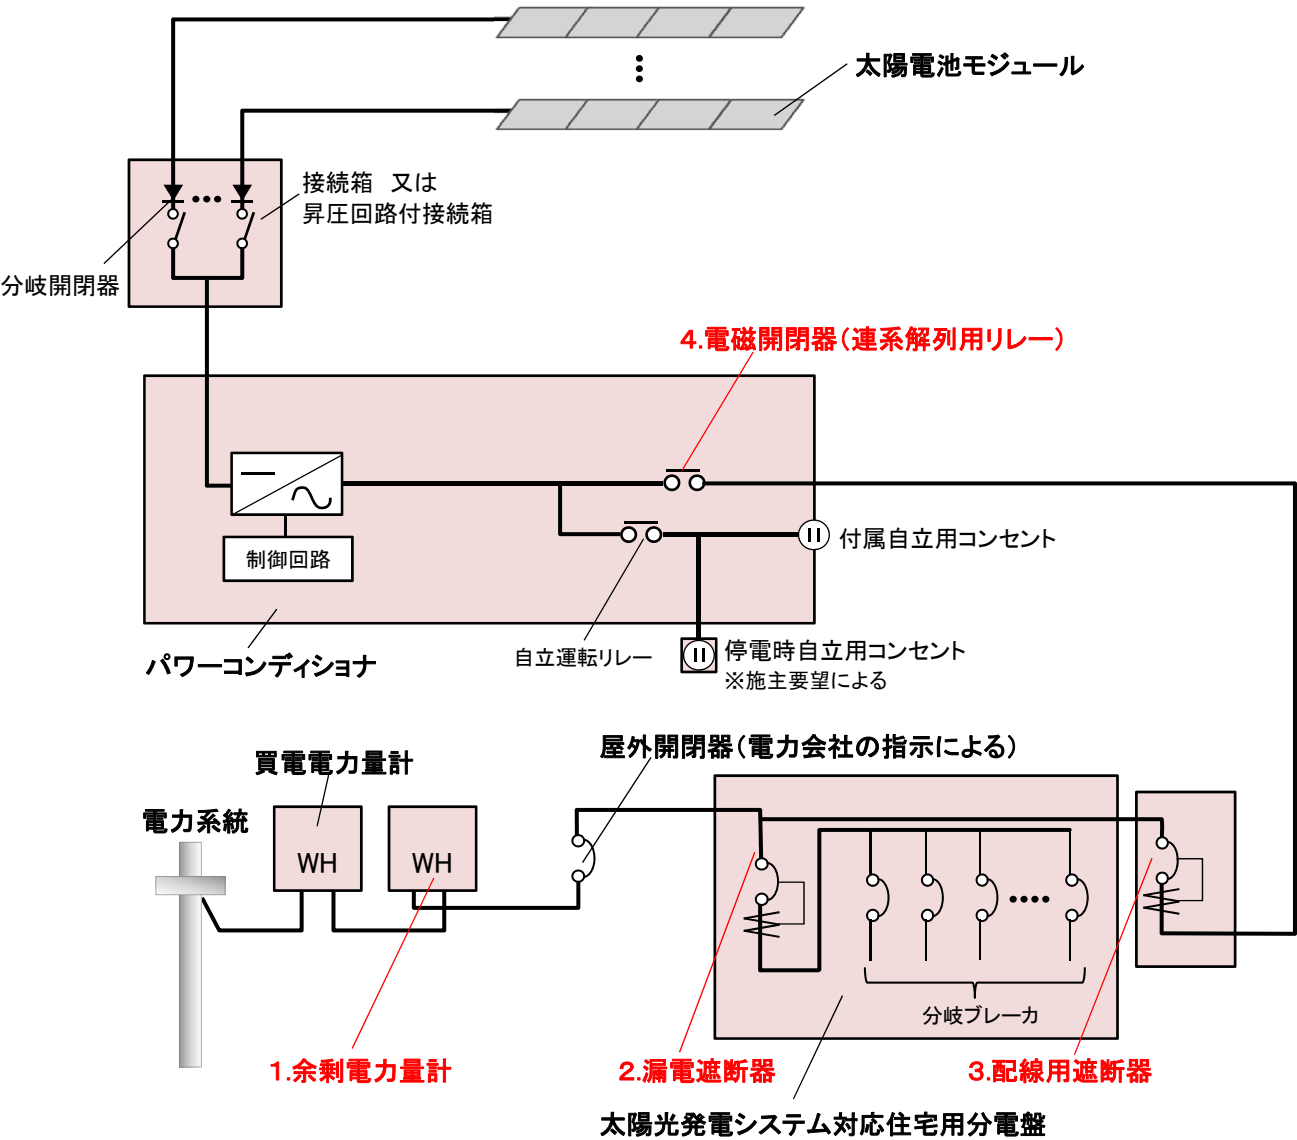 太陽電池モジュール
接続箱　又は
昇圧回路付接続箱
分岐開閉器
4.電磁開閉器(連系解列用リレー)
制御回路
付属自立用コンセント
パワーコンディショナ
自立運転リレー
停電時自立用コンセント
※施主要望による
屋外開閉器(電力会社の指示による)
買電電力量計
電力系統
WH
WH
分岐ブレーカ
1.余剰電力量計
2.漏電遮断器
3.配線用遮断器
太陽光発電システム対応住宅用分電盤